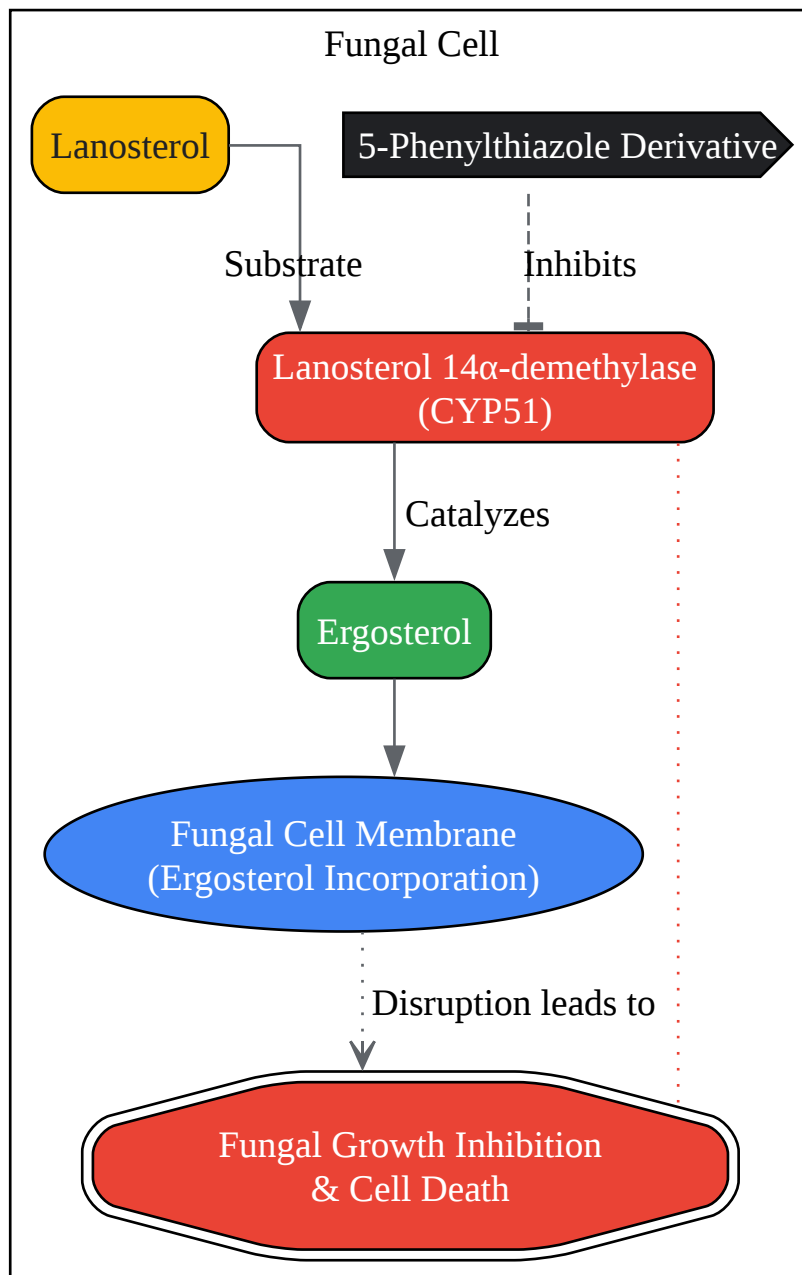 Fungal Cell
Lanosterol
5-Phenylthiazole Derivative
Substrate
Inhibits
Lanosterol 14α-demethylase
(CYP51)
Catalyzes
Ergosterol
Fungal Cell Membrane
(Ergosterol Incorporation)
Disruption leads to
Fungal Growth Inhibition
& Cell Death